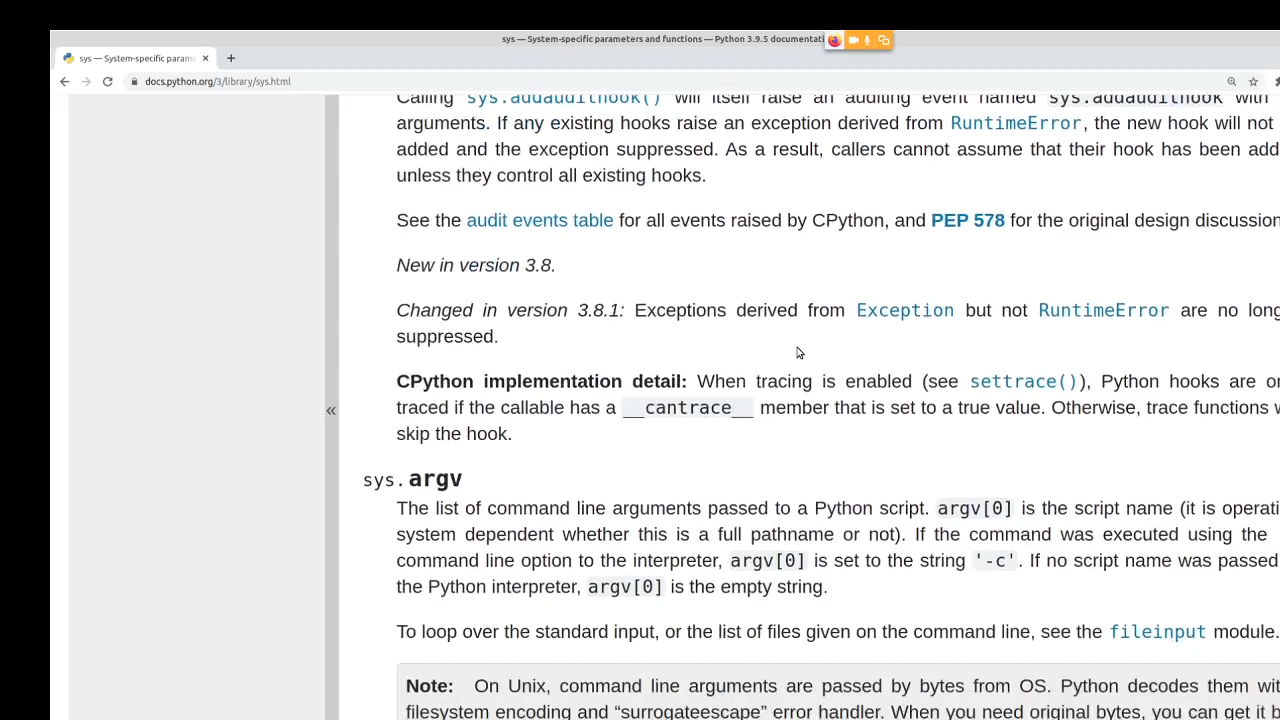 sys — System-specific parameters and functions — Python 3.9.5 documentati
sys — System-specific param
docs.python.org/3/library/sys.html
Calling sys.addaudithook() will itself raise an auditing event named sys.addaudithook with
arguments. If any existing hooks raise an exception derived from RuntimeError, the new hook will not
added and the exception suppressed. As a result, callers cannot assume that their hook has been add
unless they control all existing hooks.
See the audit events table for all events raised by CPython, and PEP 578 for the original design discussion
New in version 3.8.
Changed in version 3.8.1: Exceptions derived from Exception but not RuntimeError are no long
suppressed.
CPython implementation detail: When tracing is enabled (see settrace()), Python hooks are on
traced if the callable has a __cantrace__ member that is set to a true value. Otherwise, trace functions w
skip the hook.
«
sys.argv
The list of command line arguments passed to a Python script. argv[0] is the script name (it is operati
system dependent whether this is a full pathname or not). If the command was executed using the
command line option to the interpreter, argv[0] is set to the string '-c'. If no script name was passed
the Python interpreter, argv[0] is the empty string.
To loop over the standard input, or the list of files given on the command line, see the fileinput module.
Note: On Unix, command line arguments are passed by bytes from OS. Python decodes them wit
filesystem encoding and “surrogateescape” error handler. When you need original bytes, you can get it b